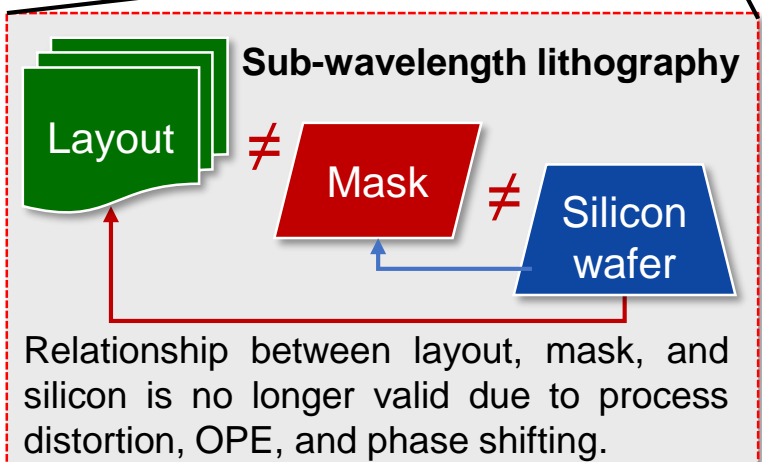 Sub-wavelength lithography
Layout
≠
Mask
≠
Silicon
wafer
Relationship between layout, mask, and
silicon is no longer valid due to process
distortion, OPE, and phase shifting.